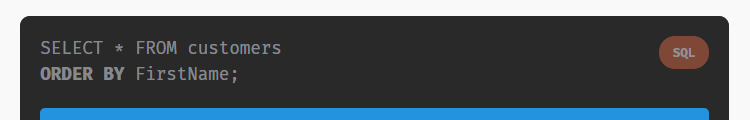 SELECT * FROM customers
ORDER BY FirstName;
SQL